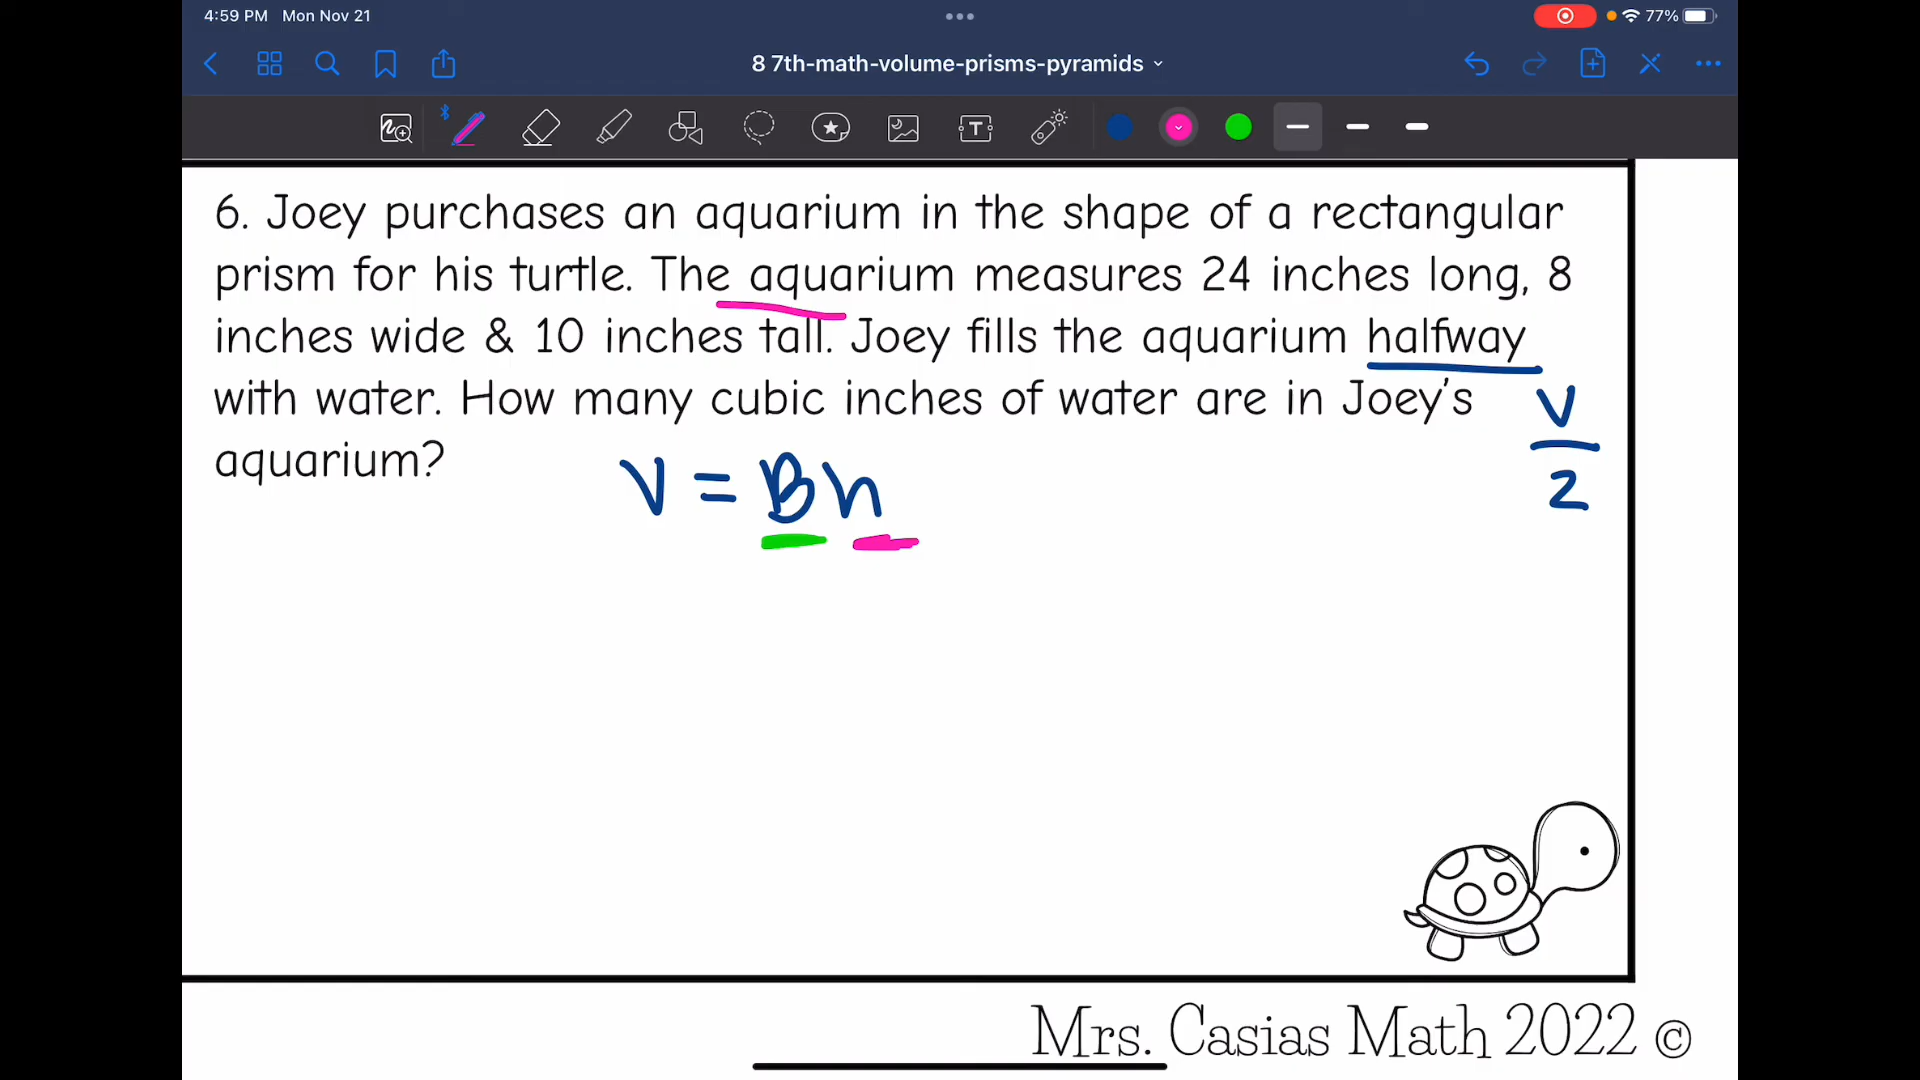 4:59 PM Mon Nov 21
77%
8 7th-math-volume-prisms-pyramids
T
6. Joey purchases an aquarium in the shape of a rectangular
prism for his turtle. The aquarium measures 24 inches long, 8
inches wide & 10 inches tall. Joey fills the aquarium halfway
with water. How many cubic inches of water are in Joey's
aquarium?
V = Bh
V
2
Mrs. Casias Math 2022 ©